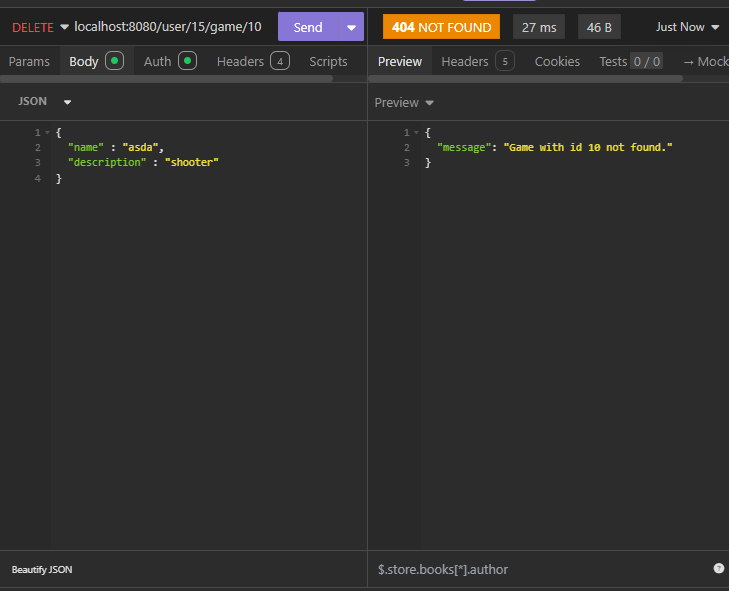 DELETE localhost:8080/user/15/game/10 Send
404 NOT FOUND 27 ms 46 B Just Now
Params Body Auth Headers 4 Scripts
Preview Headers 5 Cookies Tests 0 / 0 → Mock
JSON
Preview
1 {
2 "name" : "asda",
3 "description" : "shooter"
4 }
1 {
2 "message": "Game with id 10 not found."
3 }
Beautify JSON
$.store.books[*].author ?